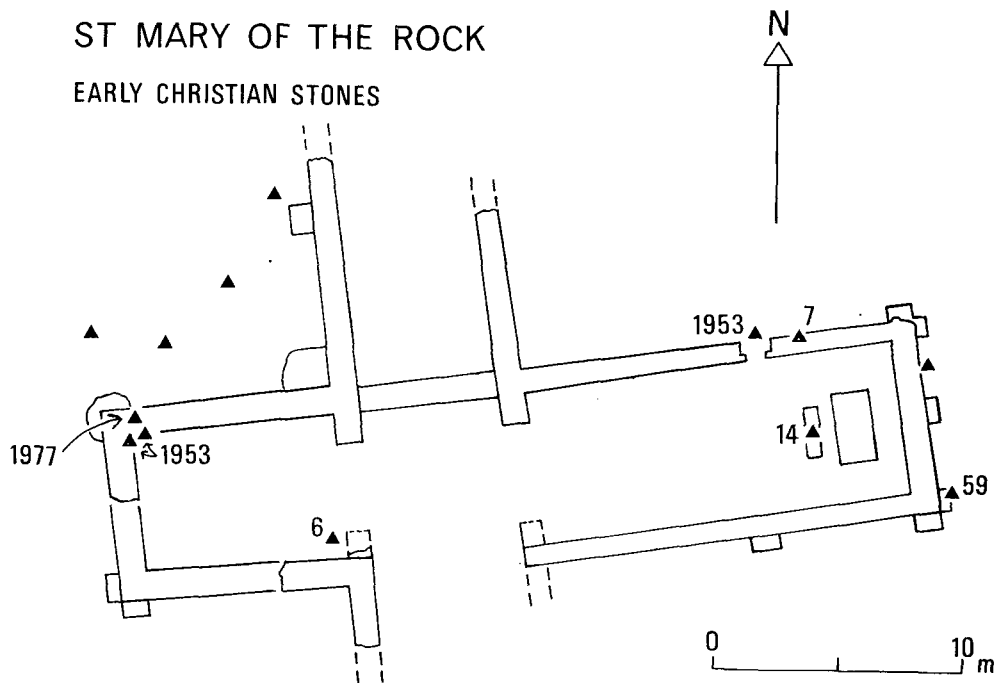 ST MARY OF THE ROCK
EARLY CHRISTIAN STONES
N
1953
7
14
1977
1953
59
6
0
10
m